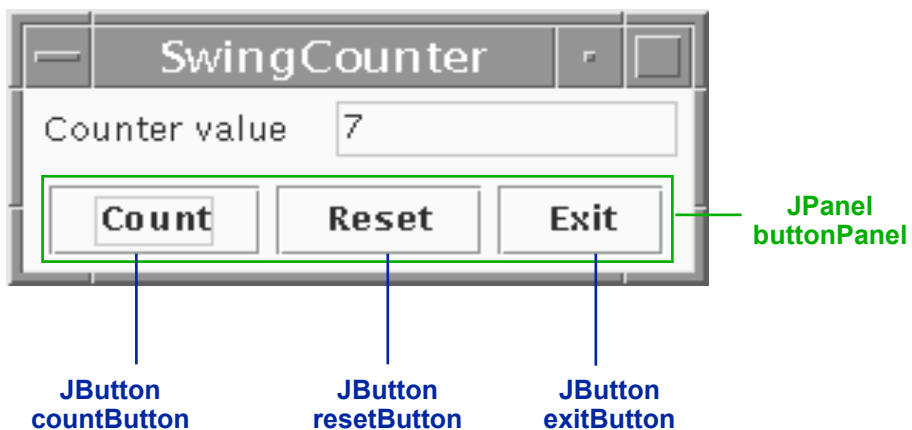 SwingCounter
Counter value 7
Count Reset Exit
JPanel
buttonPanel
JButton
countButton
JButton
resetButton
JButton
exitButton